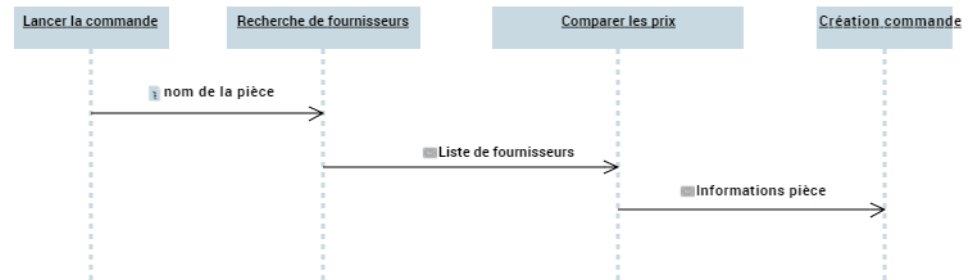 Lancer la commande
Recherche de fournisseurs
Comparer les prix
Création commande
nom de la pièce
Liste de fournisseurs
Informations pièce